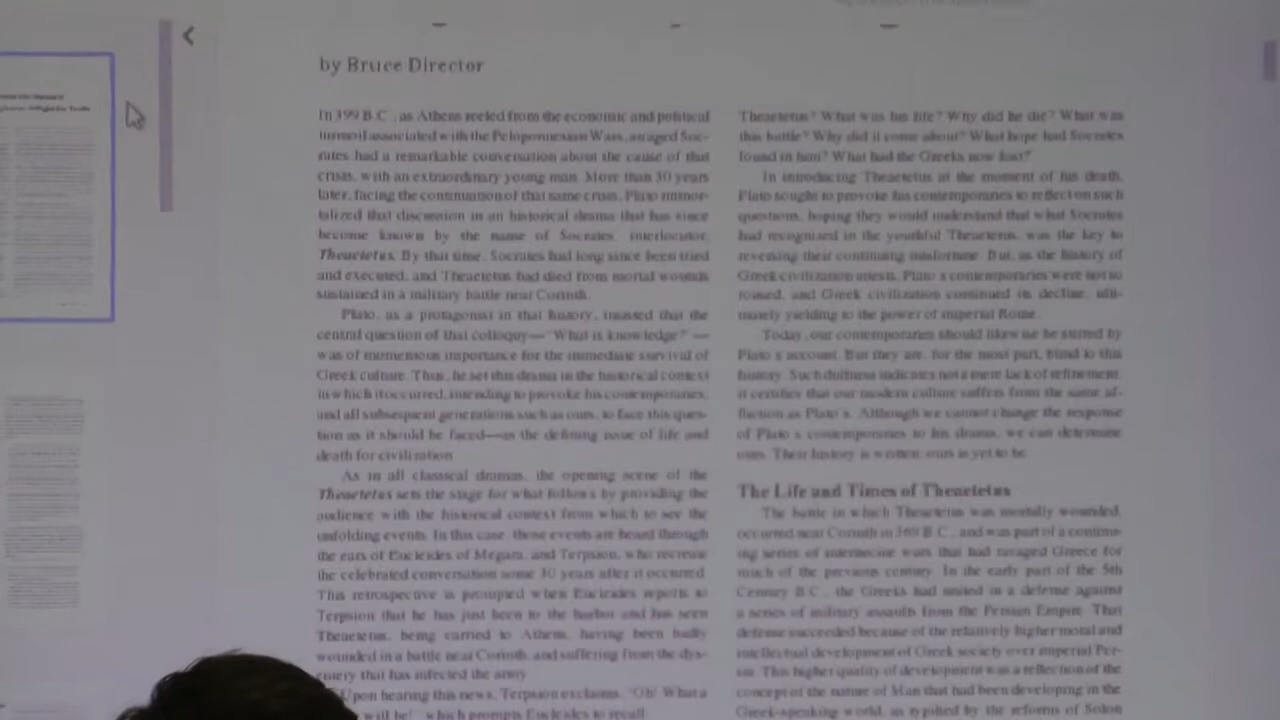 by Bruce Director
In 399 B.C., as Athens reeled from the economic and political
turmoil associated with the Peloponnesian Wars, an aged Soc-
rates had a remarkable conversation about the cause of that
crisis, with an extraordinary young man. More than 30 years
later, facing the continuation of that same crisis, Plato immor-
talized that discussion in an historical drama that has since
become known by the name of Socrates' interlocutor,
Theaetetus. By that time, Socrates had long since been tried
and executed, and Theaetetus had died from mortal wounds
sustained in a military battle near Corinth.
Plato, as a protagonist in that history, insisted that the
central question of that colloquy—"What is knowledge?"—
was of momentous importance for the immediate survival of
Greek culture. Thus, he set this drama in the historical context
in which it occurred, intending to provoke his contemporaries,
and all subsequent generations such as ours, to face this ques-
tion as it should be faced—as the defining issue of life and
death for civilization.
As in all classical dramas, the opening scene of the
Theaetetus sets the stage for what follows by providing the
audience with the historical context from which to see the
unfolding events. In this case, those events are heard through
the ears of Eucleides of Megara, and Terpsion, who recreate
the celebrated conversation some 30 years after it occurred.
This retrospective is prompted when Eucleides reports to
Terpsion that he has just been to the harbor and has seen
Theaetetus, being carried to Athens, having been badly
wounded in a battle near Corinth, and suffering from the dys-
entery that has infected the army.
Upon hearing this news, Terpsion exclaims, "Oh! What a
will be!" which prompts Eucleides to recall
Theaetetus? What was his life? Why did he die? What was
this battle? Why did it come about? What hope had Socrates
found in him? What had the Greeks now lost?
In introducing Theaetetus at the moment of his death,
Plato sought to provoke his contemporaries to reflect on such
questions, hoping they would understand that what Socrates
had recognized in the youthful Theaetetus, was the key to
reversing their continuing misfortune. But, as the history of
Greek civilization attests, Plato's contemporaries were not so
roused, and Greek civilization continued its decline, ulti-
mately yielding to the power of imperial Rome.
Today, our contemporaries should likewise be stirred by
Plato's account. But they are, for the most part, blind to this
history. Such dullness indicates not a mere lack of refinement;
it certifies that our modern culture suffers from the same af-
fliction as Plato's. Although we cannot change the response
of Plato's contemporaries to his drama, we can determine
ours. Their history is written; ours is yet to be.
The Life and Times of Theaetetus
The battle in which Theaetetus was mortally wounded,
occurred near Corinth in 369 B.C., and was part of a continu-
ing series of internecine wars that had ravaged Greece for
much of the previous century. In the early part of the 5th
Century B.C., the Greeks had united in a defense against
a series of military assaults from the Persian Empire. That
defense succeeded because of the relatively higher moral and
intellectual development of Greek society over imperial Per-
sia. This higher quality of development was a reflection of the
concept of the nature of Man that had been developing in the
Greek-speaking world, as typified by the reforms of Solon